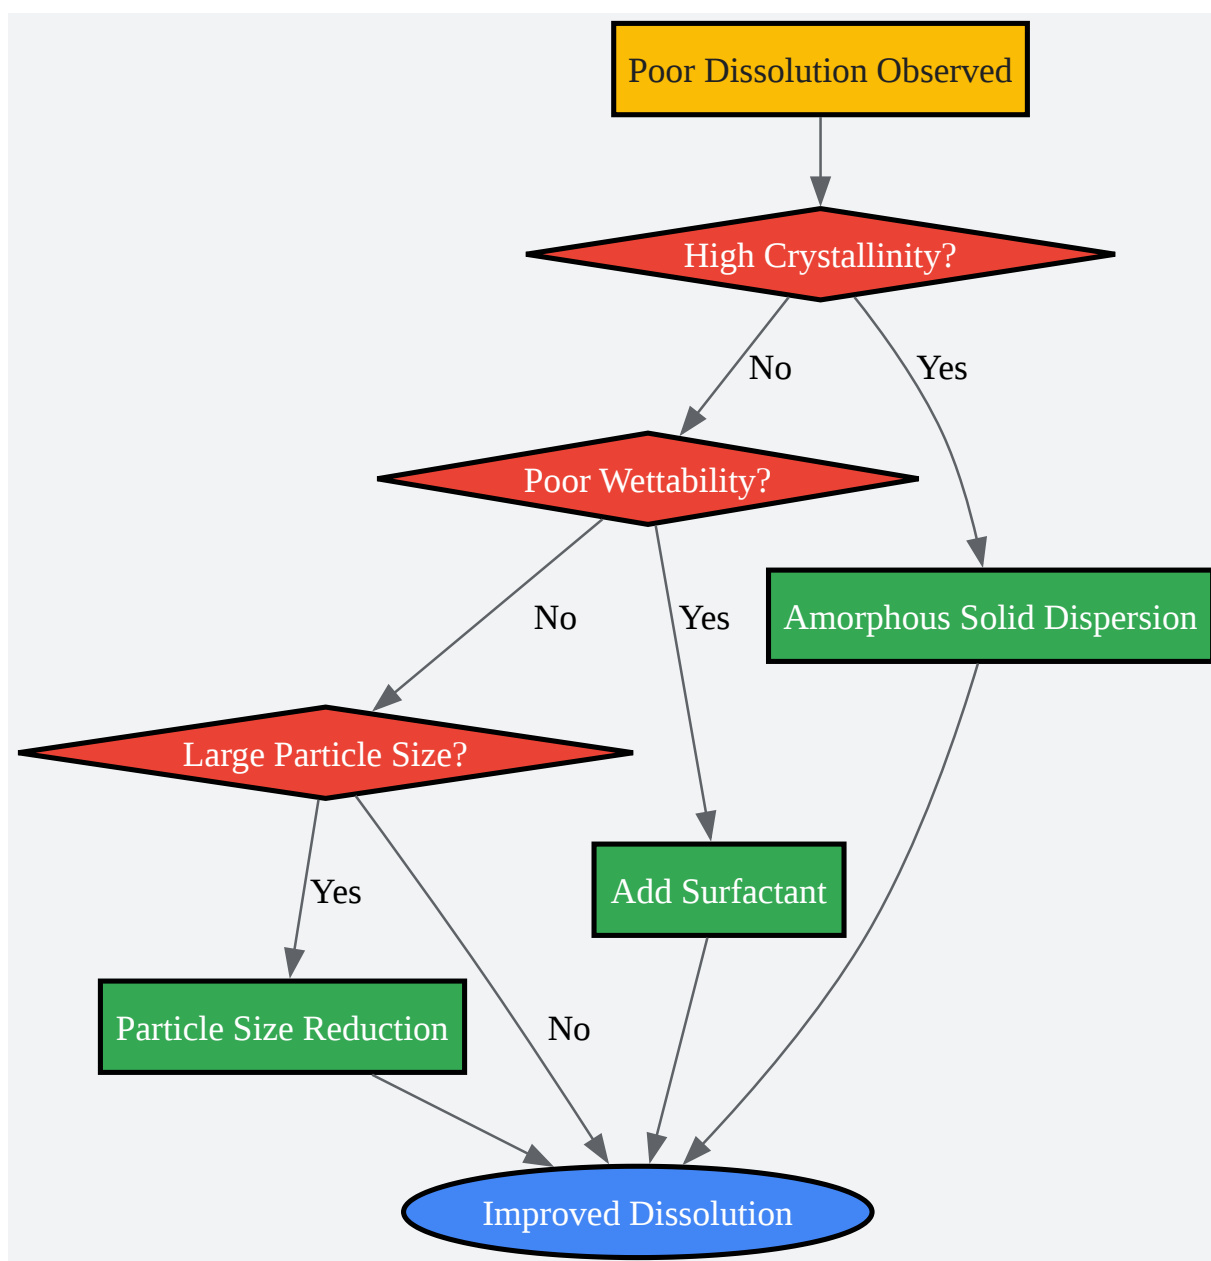 Poor Dissolution Observed
High Crystallinity?
No
Yes
Poor Wettability?
No
Yes
Amorphous Solid Dispersion
Large Particle Size?
Yes
Add Surfactant
Particle Size Reduction
No
Improved Dissolution